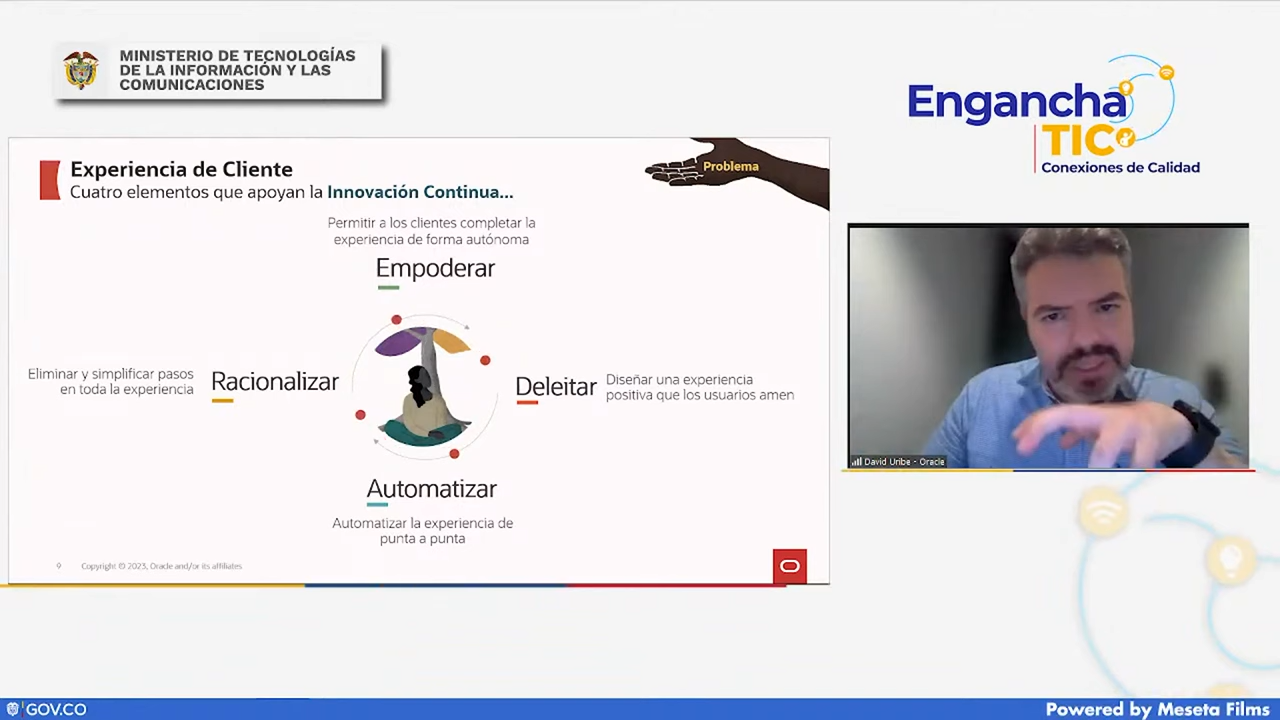 MINISTERIO DE TECNOLOGÍAS
DE LA INFORMACIÓN Y LAS
COMUNICACIONES
Engancha
TIC
Conexiones de Calidad
Experiencia de Cliente
Cuatro elementos que apoyan la Innovación Continua...
Problema
Permitir a los clientes completar la
experiencia de forma autónoma
Empoderar
Eliminar y simplificar pasos
en toda la experiencia
Racionalizar
Deleitar
Diseñar una experiencia
positiva que los usuarios amen
Automatizar
Automatizar la experiencia de
punta a punta
9 Copyright © 2023, Oracle and/or its affiliates
David Uribe - Oracle
GOV.CO
Powered by Meseta Films